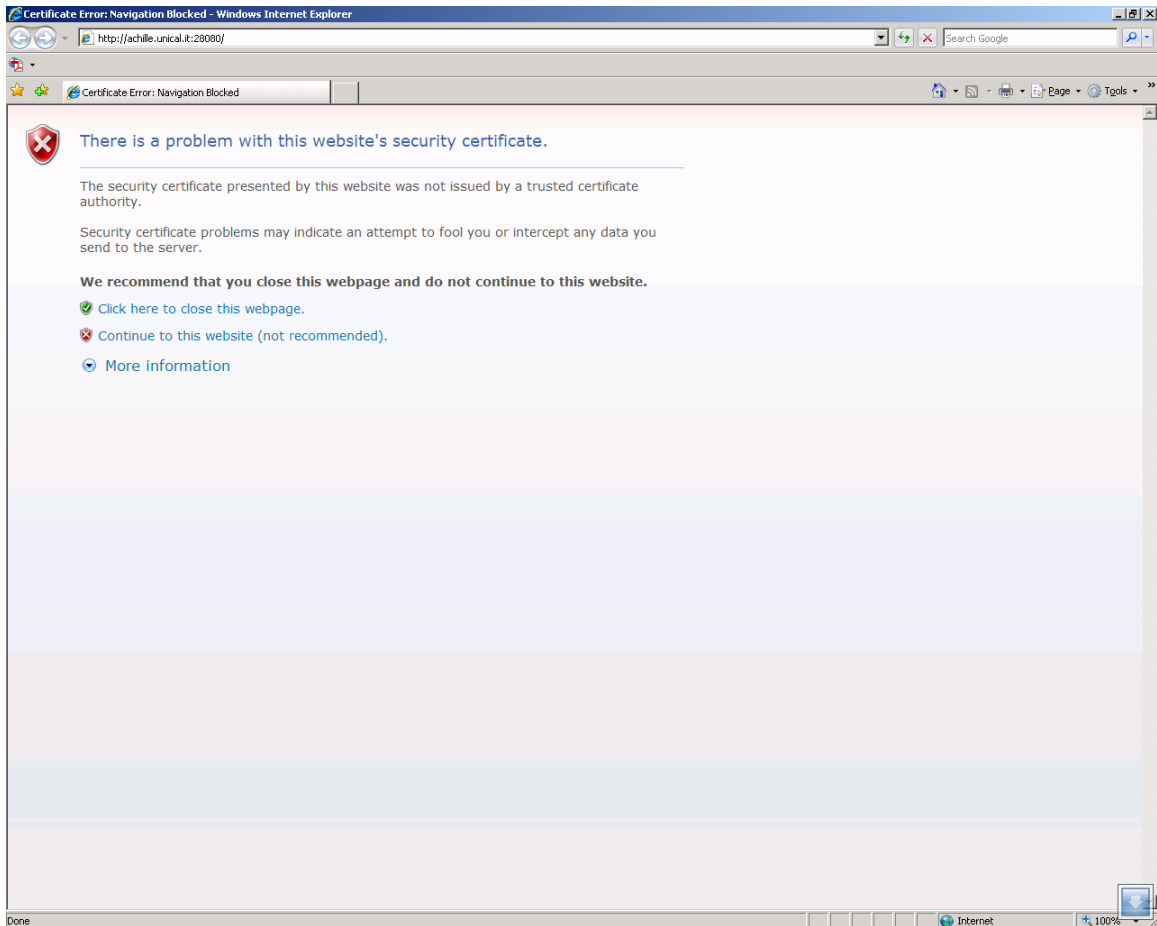 Certificate Error: Navigation Blocked - Windows Internet Explorer
http://achille.unical.it:28080/
Search Google
Certificate Error: Navigation Blocked
Page
Tools
»
There is a problem with this website's security certificate.
The security certificate presented by this website was not issued by a trusted certificate
authority.
Security certificate problems may indicate an attempt to fool you or intercept any data you
send to the server.
We recommend that you close this webpage and do not continue to this website.
Click here to close this webpage.
Continue to this website (not recommended).
More information
Done
Internet
100%